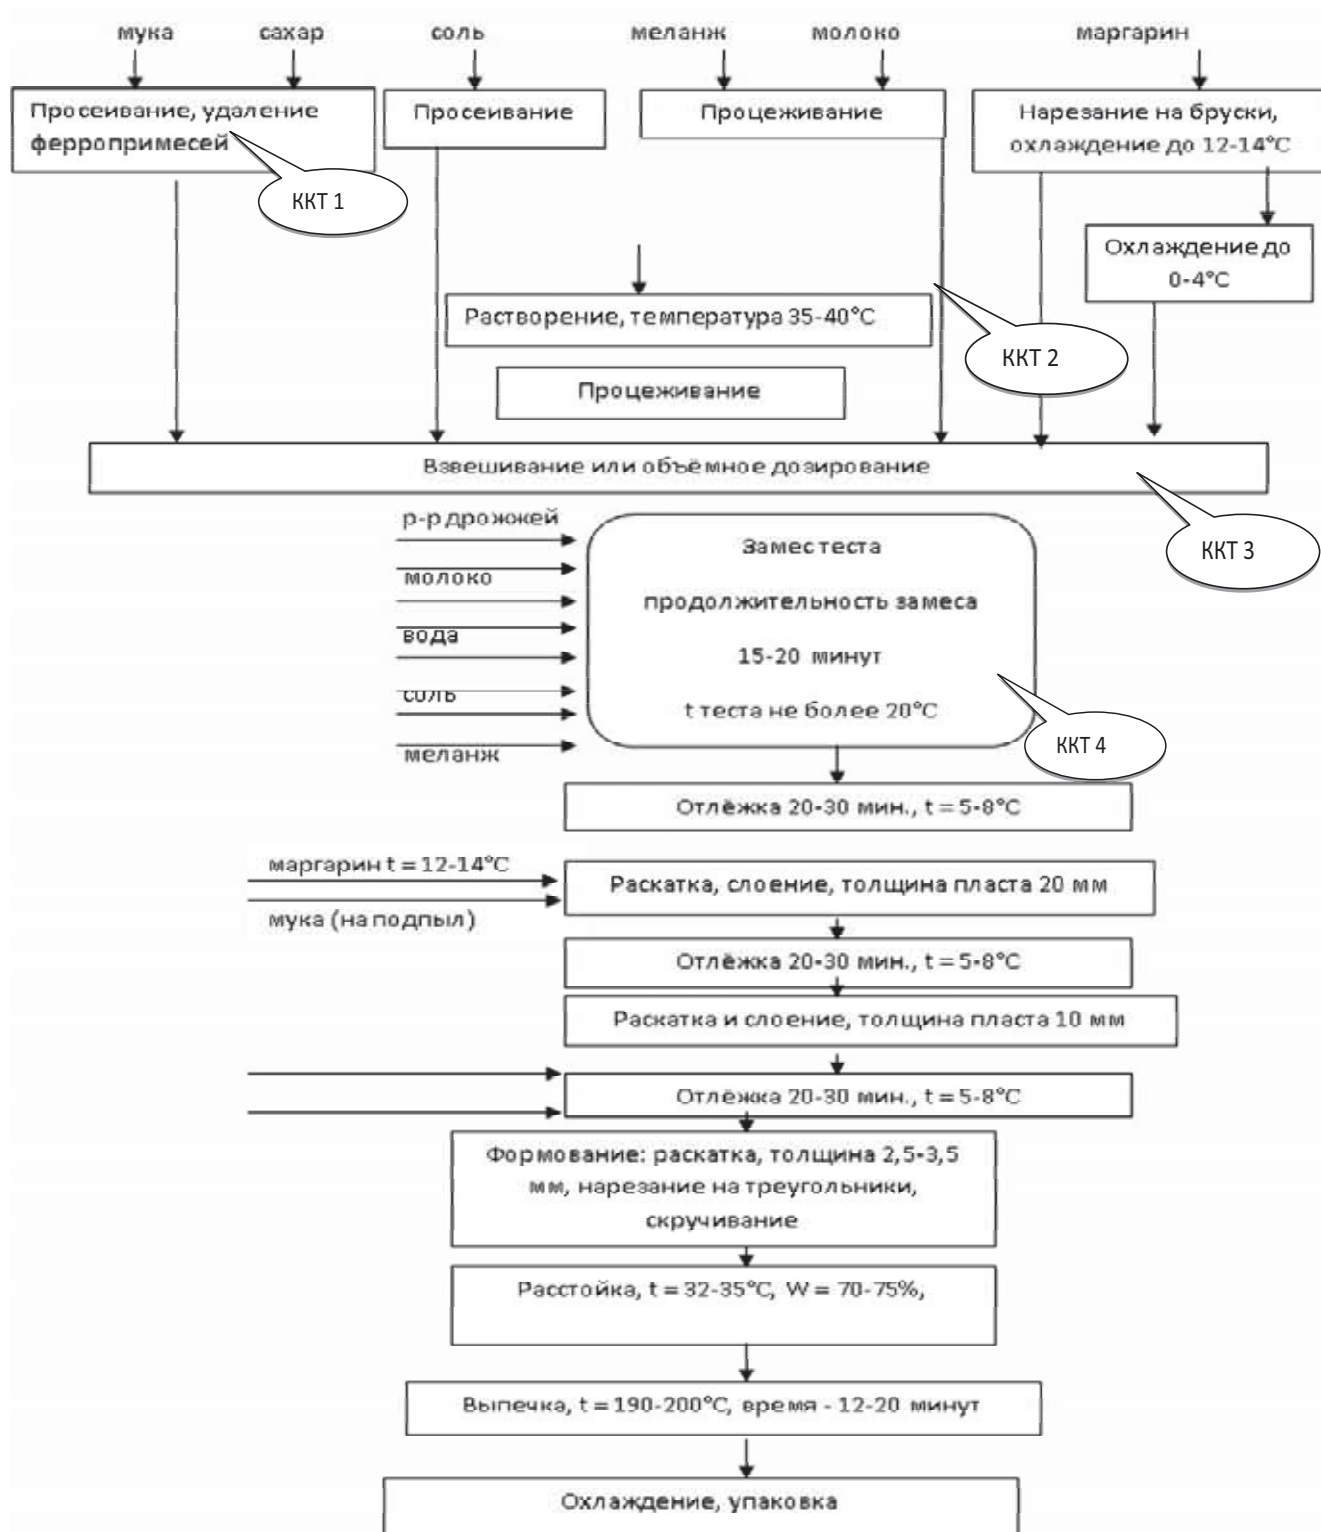 мука
сахар
соль
меланж
молоко
маргарин
Просеивание, удаление
ферропримесей
Просеивание
Процеживание
Нарезание на бруски,
охлаждение до 12-14°С
ККТ 1
Охлаждение до
0-4°С
Растворение, температура 35-40°С
ККТ 2
Процеживание
Взвешивание или объёмное дозирование
ККТ 3
р-р дрожжей
молоко
вода
соль
меланж
Замес теста
продолжительность замеса
15-20 минут
t теста не более 20°С
ККТ 4
Отлёжка 20-30 мин., t = 5-8°С
маргарин t = 12-14°С
мука (на подпыл)
Раскатка, слоение, толщина пласта 20 мм
Отлёжка 20-30 мин., t = 5-8°С
Раскатка и слоение, толщина пласта 10 мм
Отлёжка 20-30 мин., t = 5-8°С
Формование: раскатка, толщина 2,5-3,5
мм, нарезание на треугольники,
скручивание
Расстойка, t = 32-35°С, W = 70-75%,
Выпечка, t = 190-200°С, время - 12-20 минут
Охлаждение, упаковка